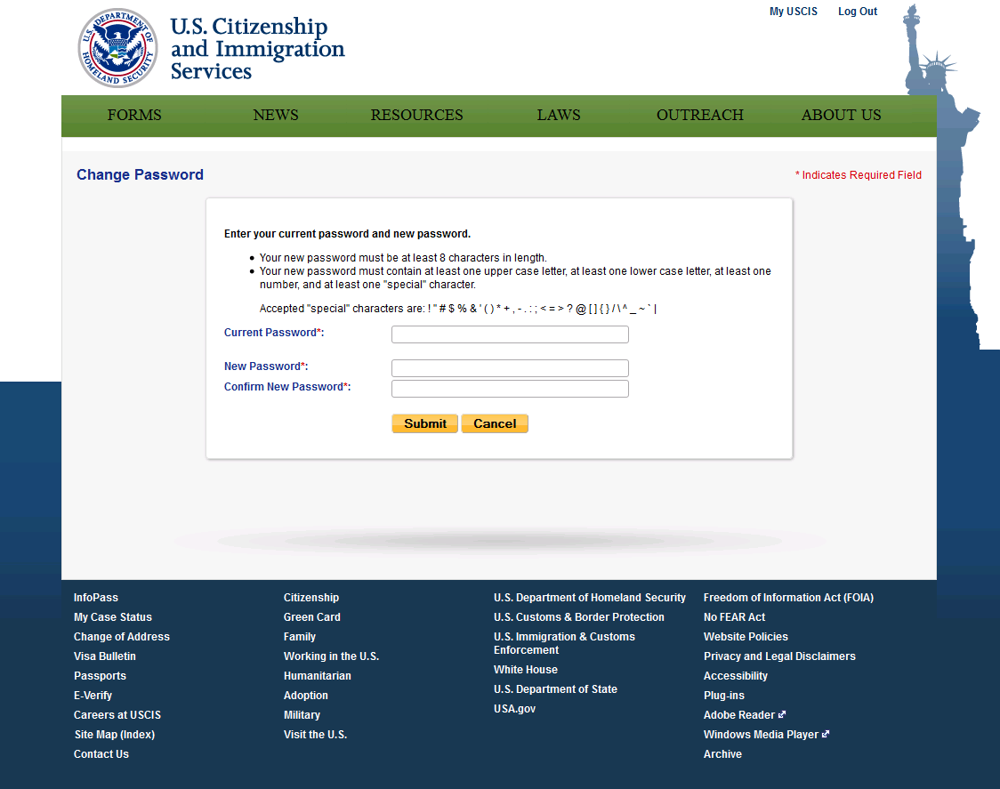 My USCIS Log Out
U.S. DEPARTMENT OF HOMELAND SECURITY
U.S. Citizenship
and Immigration
Services
FORMS NEWS RESOURCES LAWS OUTREACH ABOUT US
Change Password
* Indicates Required Field
Enter your current password and new password.
• Your new password must be at least 8 characters in length.
• Your new password must contain at least one upper case letter, at least one lower case letter, at least one
number, and at least one "special" character.
Accepted "special" characters are: ! " # $ % & ' ( ) * + , - . : ; < = > ? @ [ ] { } / \ ^ _ ~ ` |
Current Password*:
New Password*:
Confirm New Password*:
Submit Cancel
InfoPass
My Case Status
Change of Address
Visa Bulletin
Passports
E-Verify
Careers at USCIS
Site Map (Index)
Contact Us
Citizenship
Green Card
Family
Working in the U.S.
Humanitarian
Adoption
Military
Visit the U.S.
U.S. Department of Homeland Security
U.S. Customs & Border Protection
U.S. Immigration & Customs
Enforcement
White House
U.S. Department of State
USA.gov
Freedom of Information Act (FOIA)
No FEAR Act
Website Policies
Privacy and Legal Disclaimers
Accessibility
Plug-ins
Adobe Reader
Windows Media Player
Archive